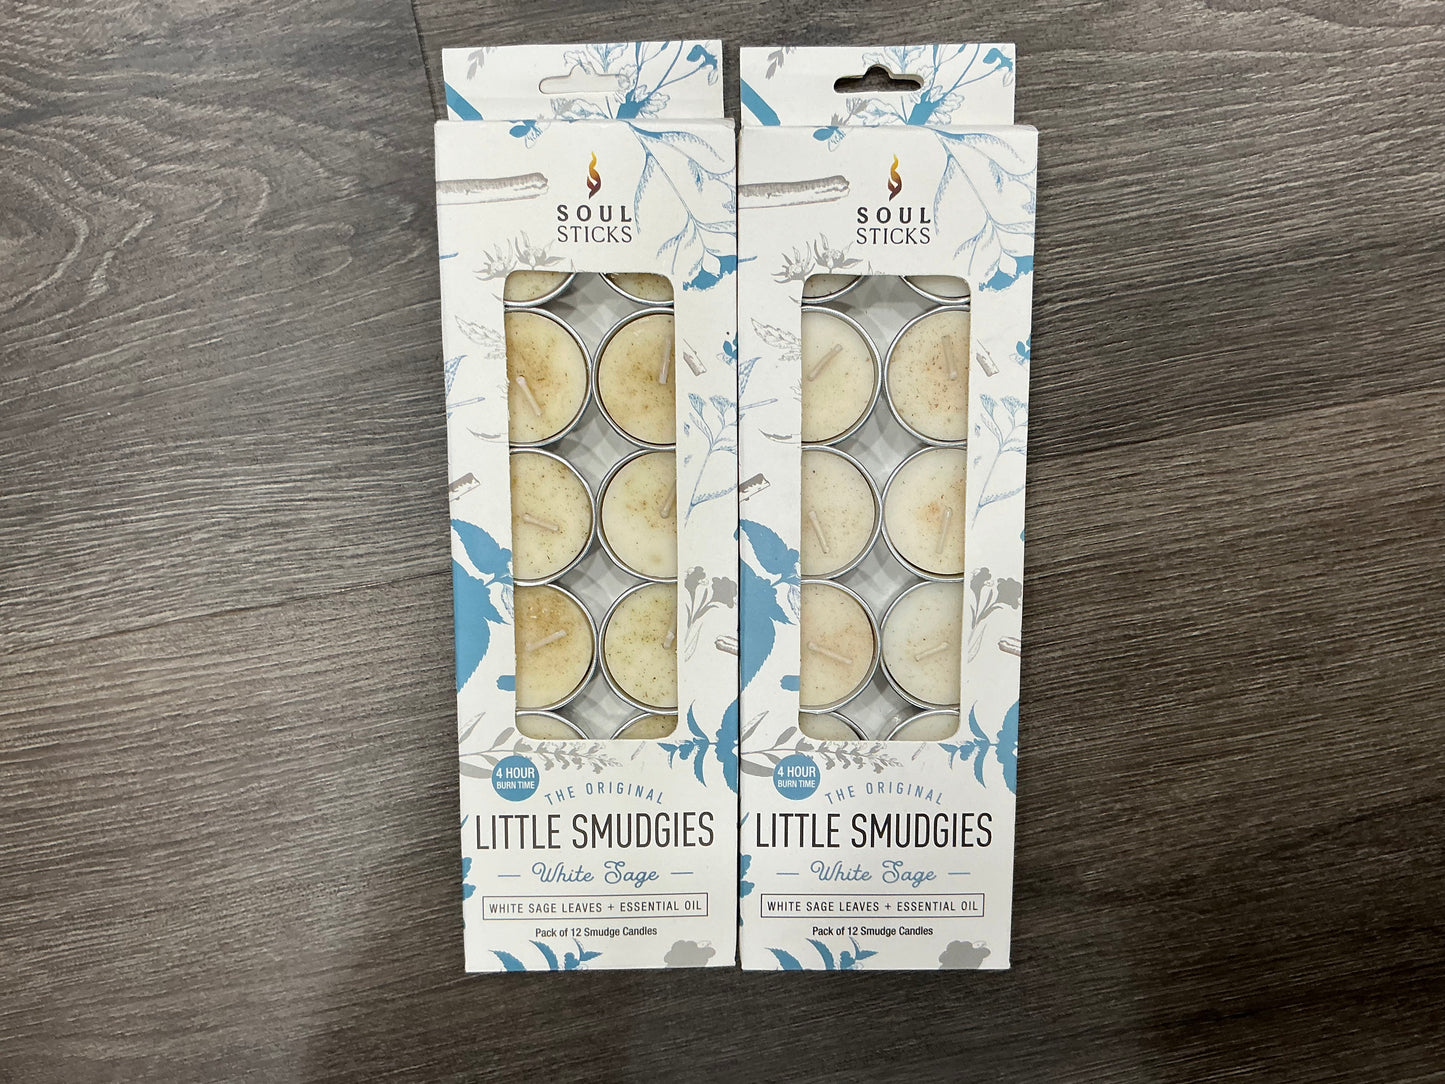 SOUL
STICKS
4 HOUR
BURN TIME
THE ORIGINAL
LITTLE SMUDGIES
White Sage
WHITE SAGE LEAVES + ESSENTIAL OIL
Pack of 12 Smudge Candles
SOUL
STICKS
4 HOUR
BURN TIME
THE ORIGINAL
LITTLE SMUDGIES
White Sage
WHITE SAGE LEAVES + ESSENTIAL OIL
Pack of 12 Smudge Candles